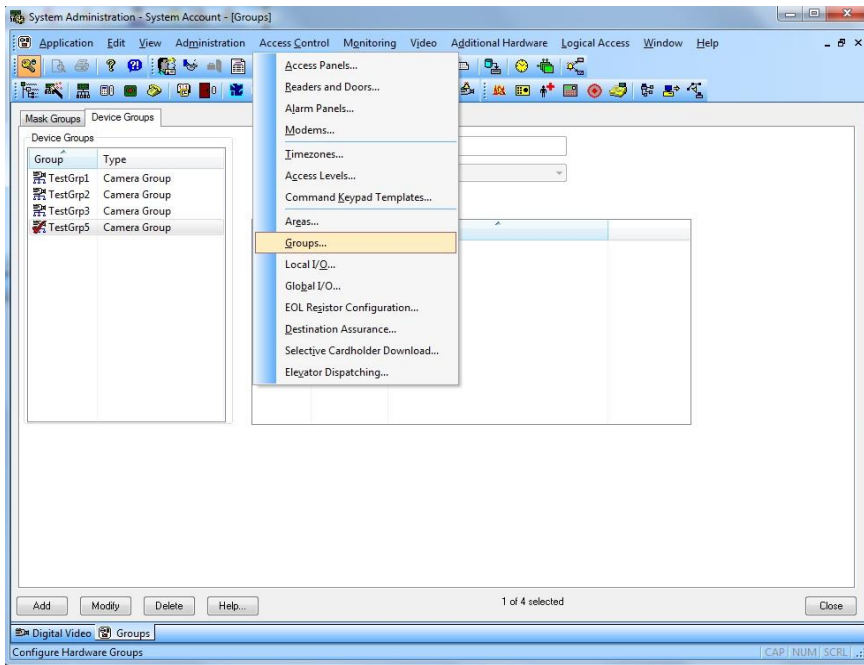 System Administration - System Account - [Groups]
Application Edit View Administration Access Control Monitoring Video Additional Hardware Logical Access Window Help
Access Panels...
Readers and Doors...
Alarm Panels...
Modems...
Timezones...
Access Levels...
Command Keypad Templates...
Areas...
Groups...
Local I/O...
Global I/O...
EOL Resistor Configuration...
Destination Assurance...
Selective Cardholder Download...
Elevator Dispatching...
Mask Groups Device Groups
Device Groups
Group Type
TestGrp1 Camera Group
TestGrp2 Camera Group
TestGrp3 Camera Group
TestGrp5 Camera Group
Add Modify Delete Help... 1 of 4 selected Close
Digital Video Groups
Configure Hardware Groups CAP NUM SCRL